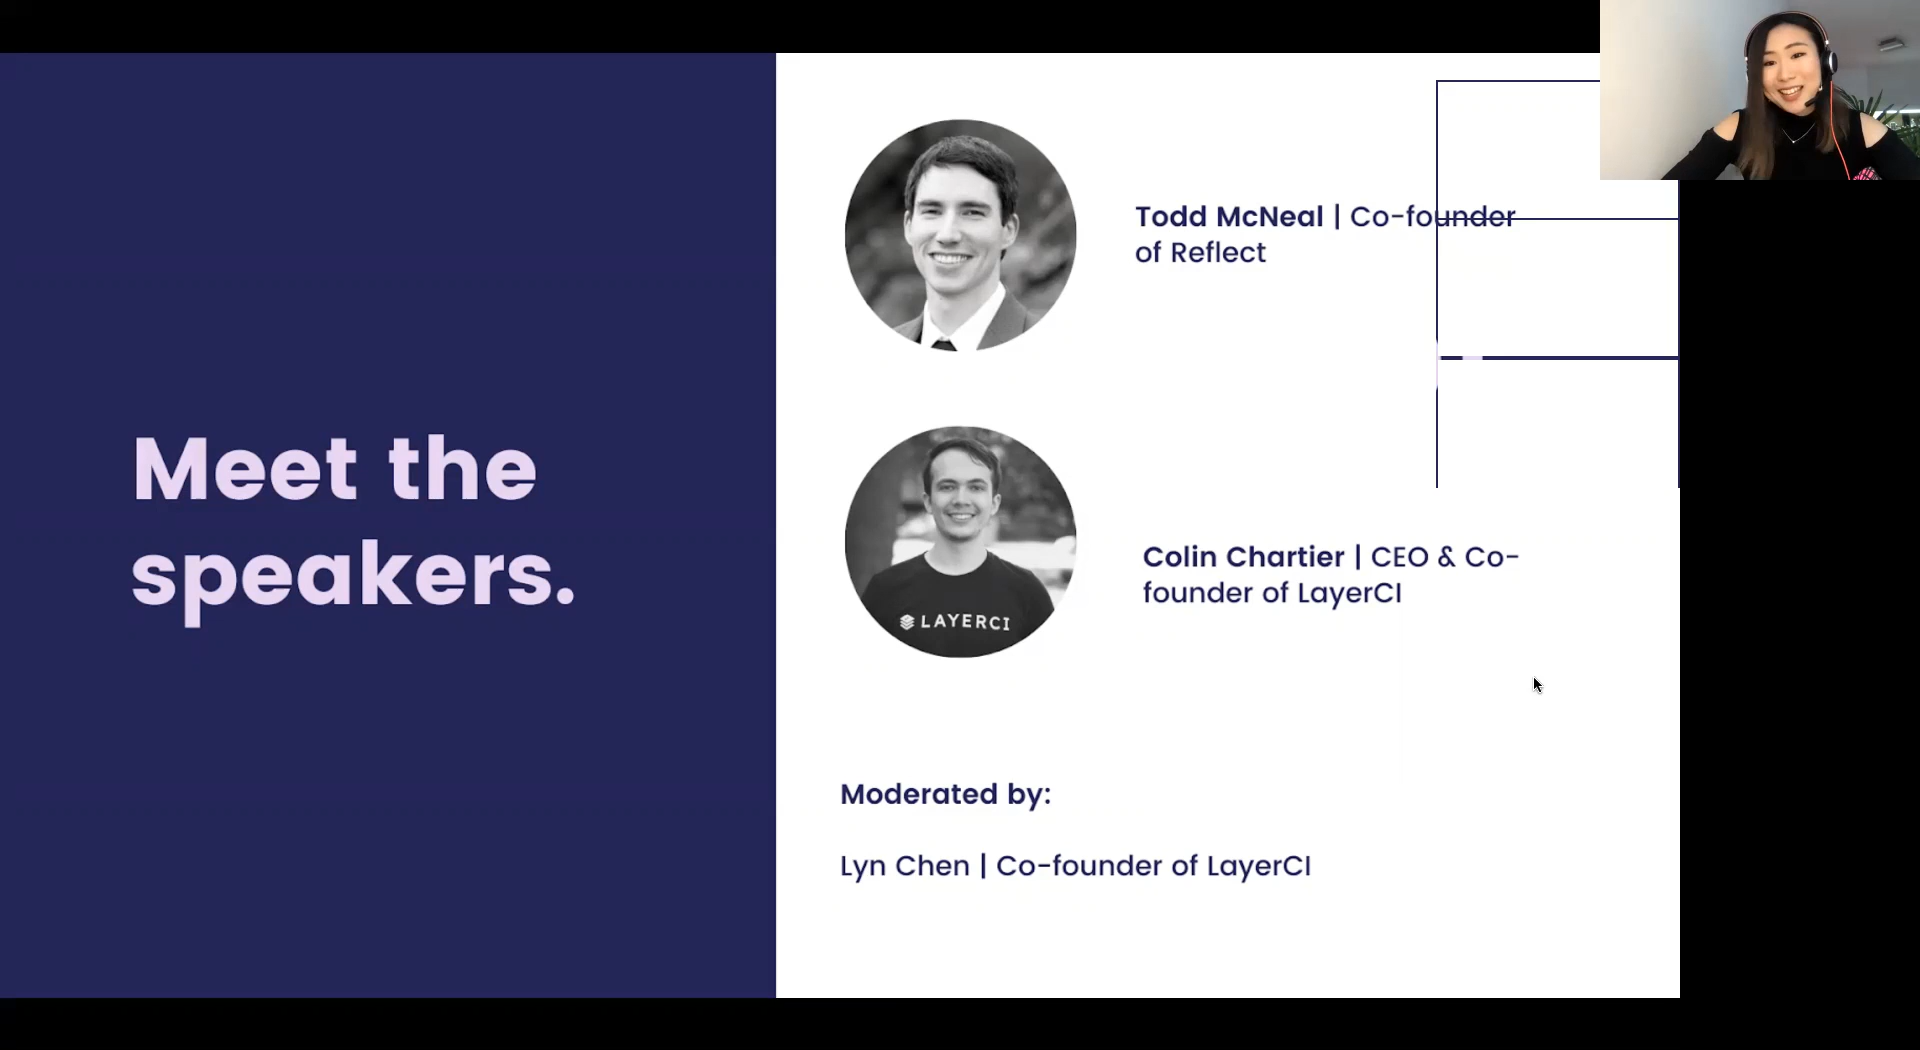 Meet the
speakers.
Todd McNeal | Co-founder
of Reflect
LAYERCI
Colin Chartier | CEO & Co-
founder of LayerCI
Moderated by:
Lyn Chen | Co-founder of LayerCI